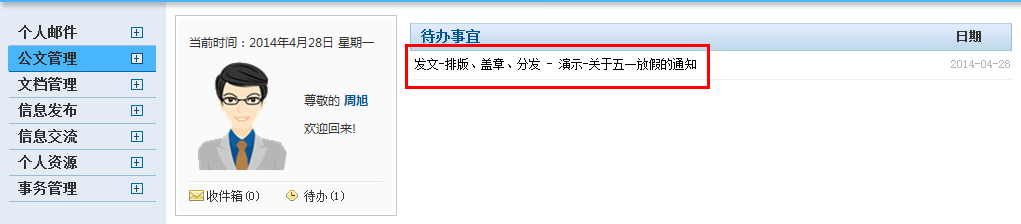 个人邮件
公文管理
文档管理
信息发布
信息交流
个人资源
事务管理
当前时间：2014年4月28日 星期一
尊敬的 周旭
欢迎回来!
收件箱(0) 待办(1)
待办事宜 日期
发文-排版、盖章、分发 - 演示-关于五一放假的通知 2014-04-28